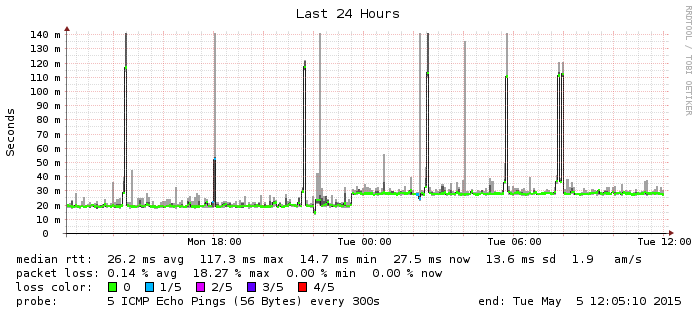 Last 24 Hours
RRDTOOL / TOBI OETIKER
Seconds
140 m
120 m
110 m
100 m
90 m
80 m
70 m
60 m
50 m
40 m
30 m
20 m
10 m
0 m
Mon 18:00 Tue 00:00 Tue 06:00 Tue 12:00
median rtt: 26.2 ms avg 117.3 ms max 14.7 ms min 27.5 ms now 13.6 ms sd 1.9 am/s
packet loss: 0.14 % avg 18.27 % max 0.00 % min 0.00 % now
loss color: 0 1/5 2/5 3/5 4/5
probe: 5 ICMP Echo Pings (56 Bytes) every 300s end: Tue May 5 12:05:10 2015